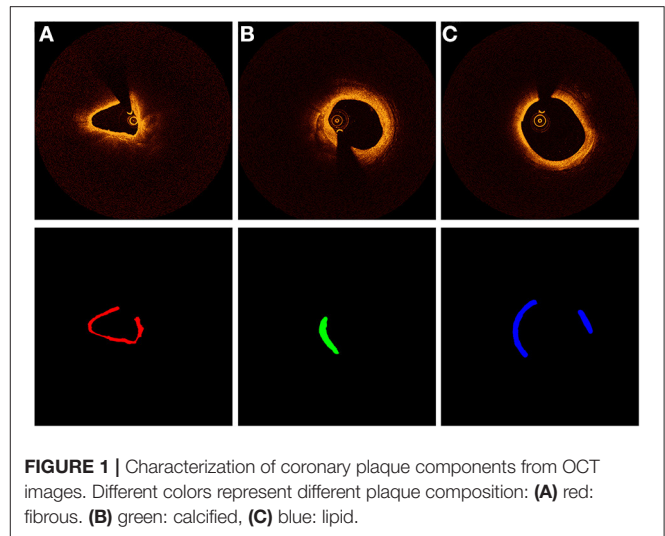 A B C
FIGURE 1 | Characterization of coronary plaque components from OCT
images. Different colors represent different plaque composition: (A) red:
fibrous. (B) green: calcified, (C) blue: lipid.